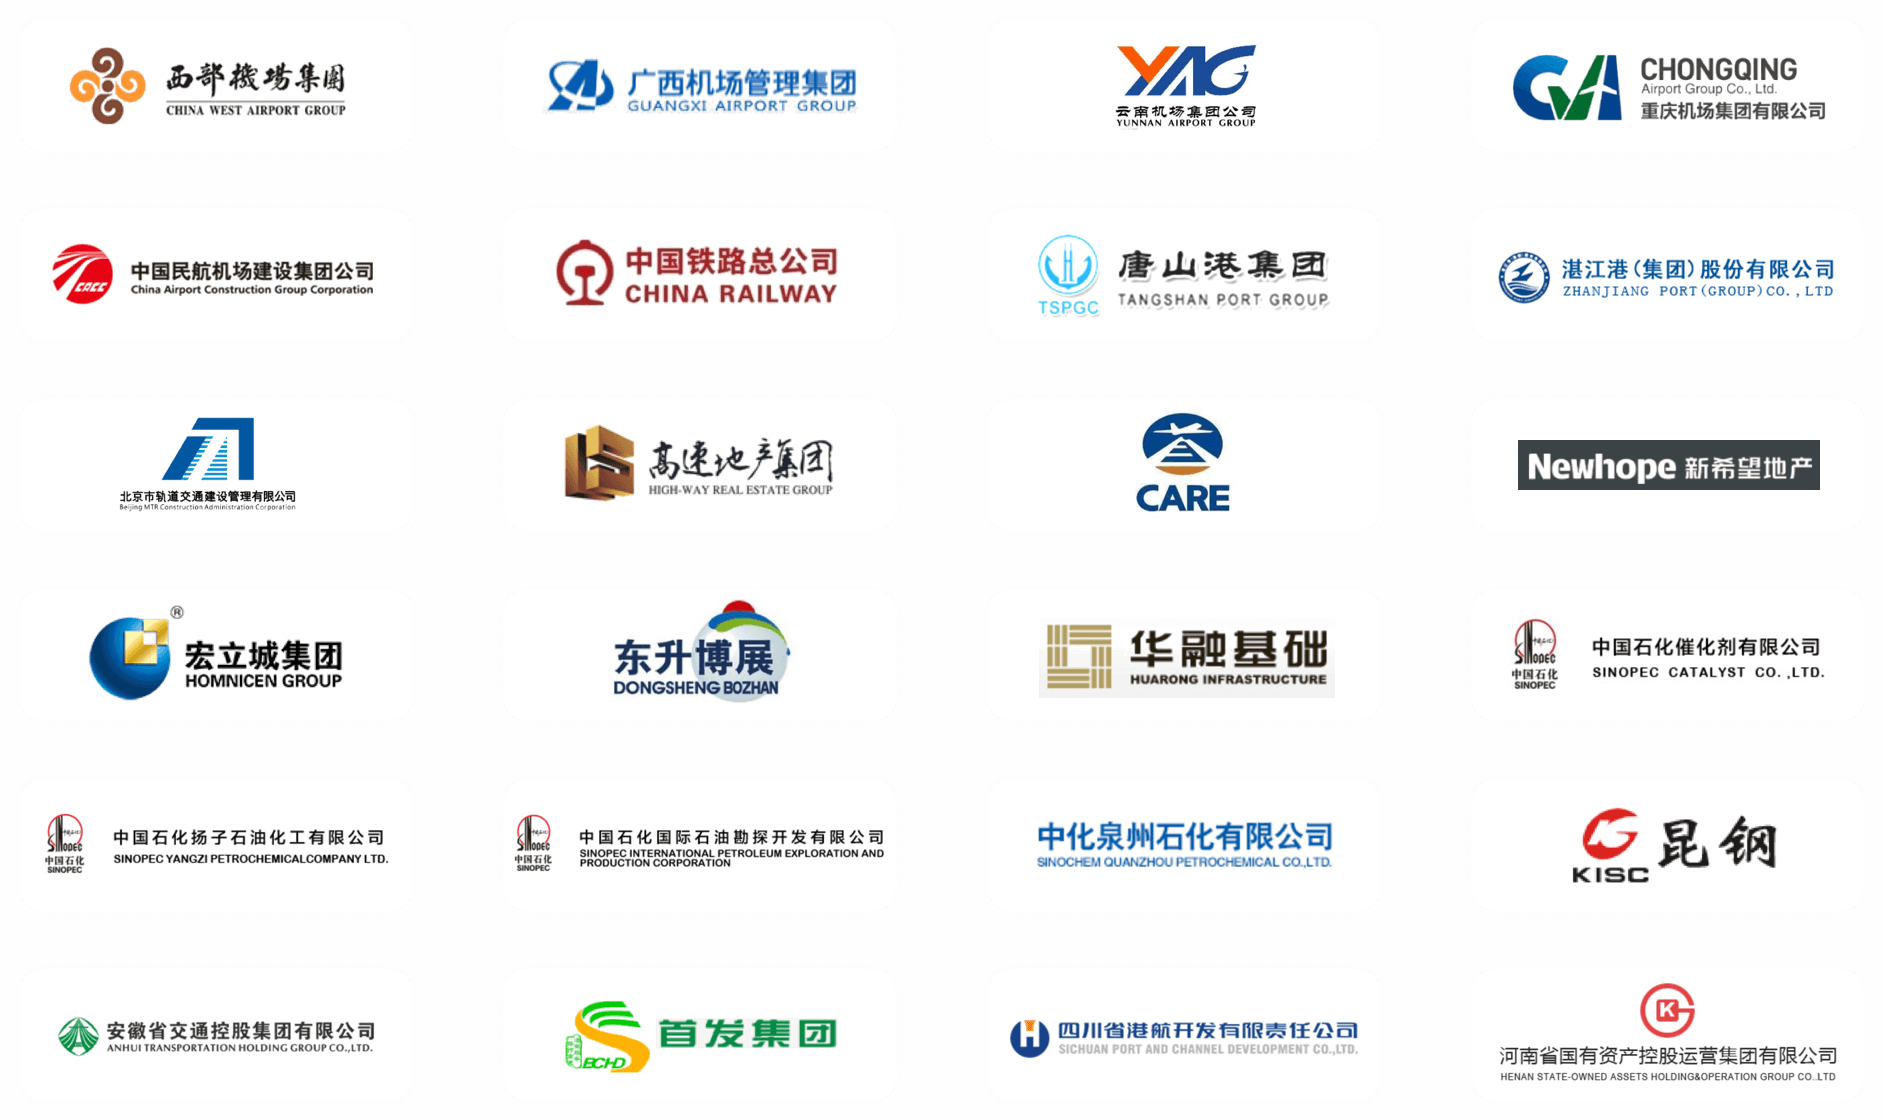 西部機場集團
CHINA WEST AIRPORT GROUP
广西机场管理集团
GUANGXI AIRPORT GROUP
YAG
云南机场集团公司
YUNNAN AIRPORT GROUP
CHONGQING
Airport Group Co., Ltd.
重庆机场集团有限公司
CACC
中国民航机场建设集团公司
China Airport Construction Group Corporation
中国铁路总公司
CHINA RAILWAY
TSPGC
唐山港集团
TANGSHAN PORT GROUP
湛江港(集团)股份有限公司
ZHANJIANG PORT(GROUP)CO.,LTD
北京市轨道交通建设管理有限公司
Beijing MTR Construction Administration Corporation
高速地产集团
HIGH-WAY REAL ESTATE GROUP
CARE
Newhope 新希望地产
®
宏立城集团
HOMNICEN GROUP
东升博展
DONGSHENG BOZHAN
华融基础
HUARONG INFRASTRUCTURE
SINOPEC
中国石化
SINOPEC
中国石化催化剂有限公司
SINOPEC CATALYST CO.,LTD.
SINOPEC
中国石化
SINOPEC
中国石化扬子石油化工有限公司
SINOPEC YANGZI PETROCHEMICALCOMPANY LTD.
SINOPEC
中国石化
SINOPEC
中国石化国际石油勘探开发有限公司
SINOPEC INTERNATIONAL PETROLEUM EXPLORATION AND
PRODUCTION CORPORATION
中化泉州石化有限公司
SINOCHEM QUANZHOU PETROCHEMICAL CO.,LTD.
KISC
昆钢
安徽省交通控股集团有限公司
ANHUI TRANSPORTATION HOLDING GROUP CO.,LTD.
BCHD
首发集团
四川省港航开发有限责任公司
SICHUAN PORT AND CHANNEL DEVELOPMENT CO.,LTD.
K
河南省国有资产控股运营集团有限公司
HENAN STATE-OWNED ASSETS HOLDING&OPERATION GROUP CO..LTD